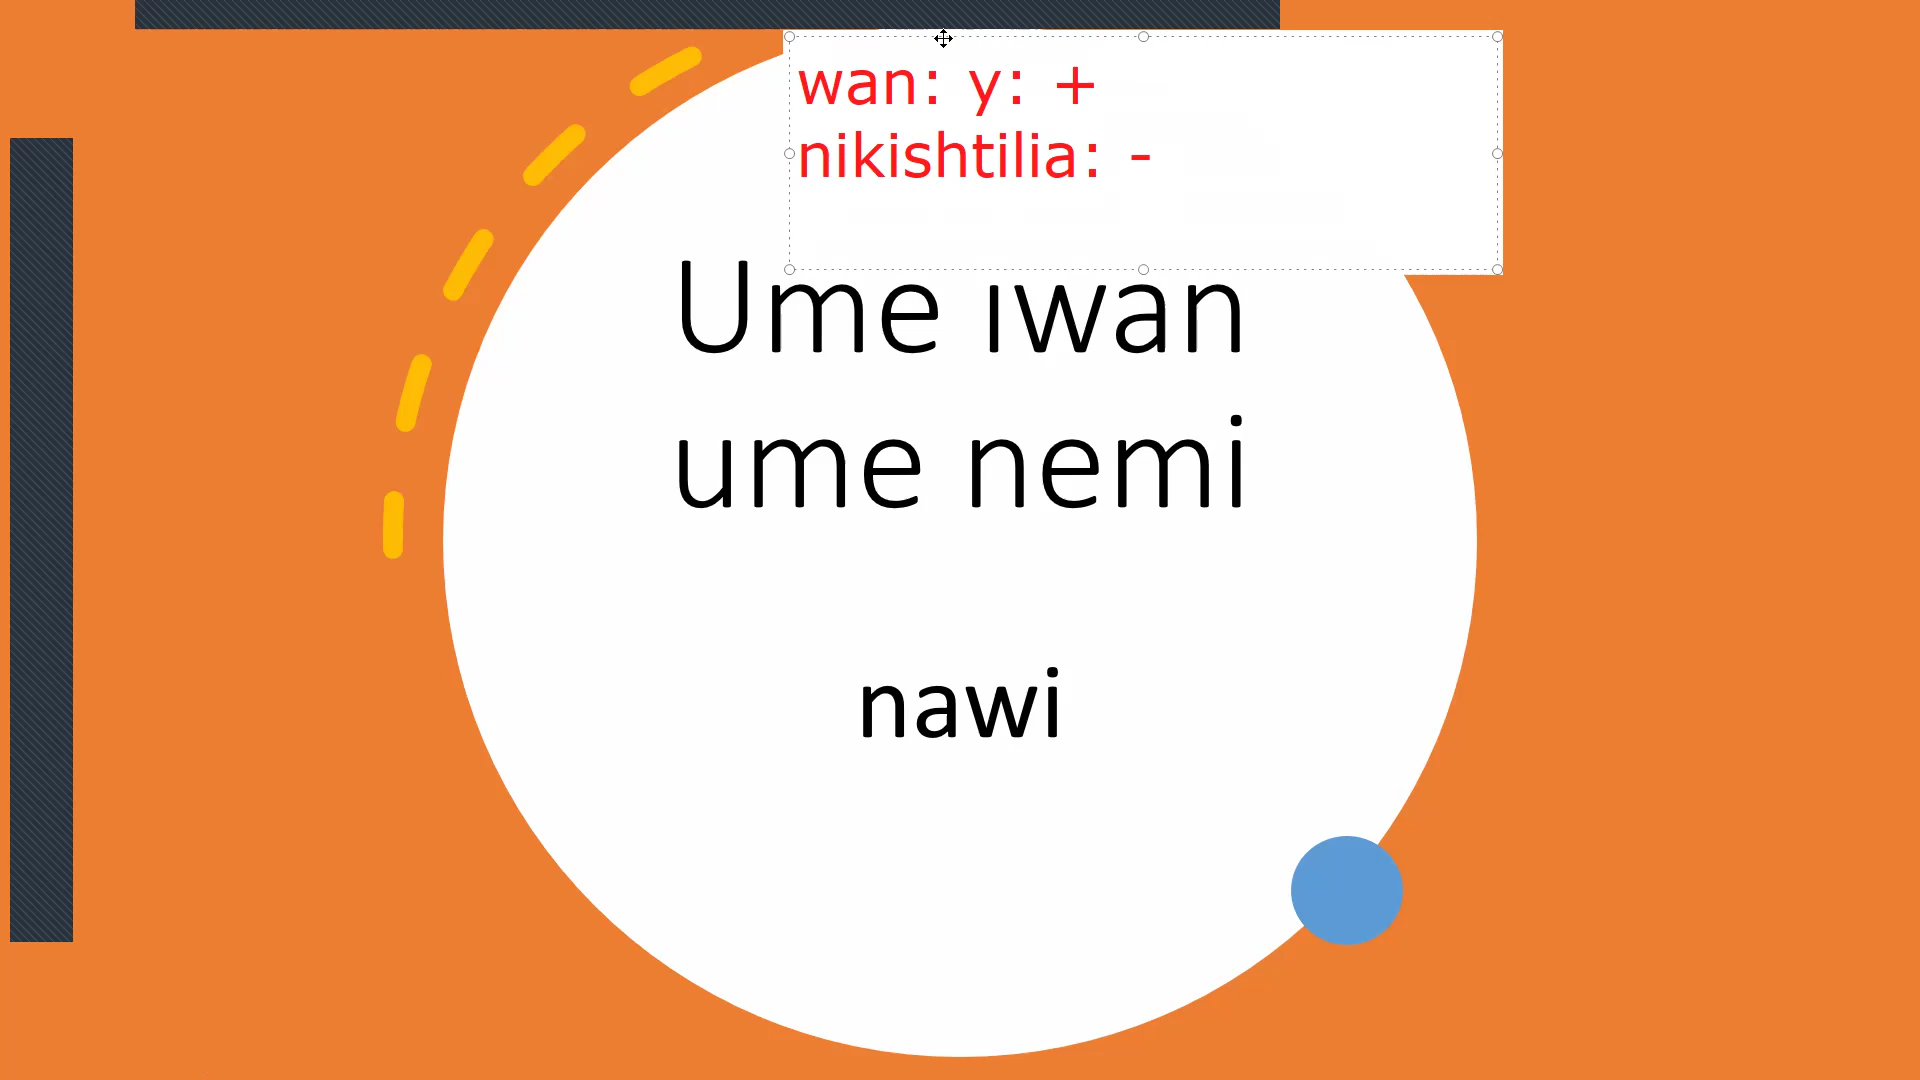 wan: y: +
nikishtilia: -
Ume iwan
ume nemi
nawi